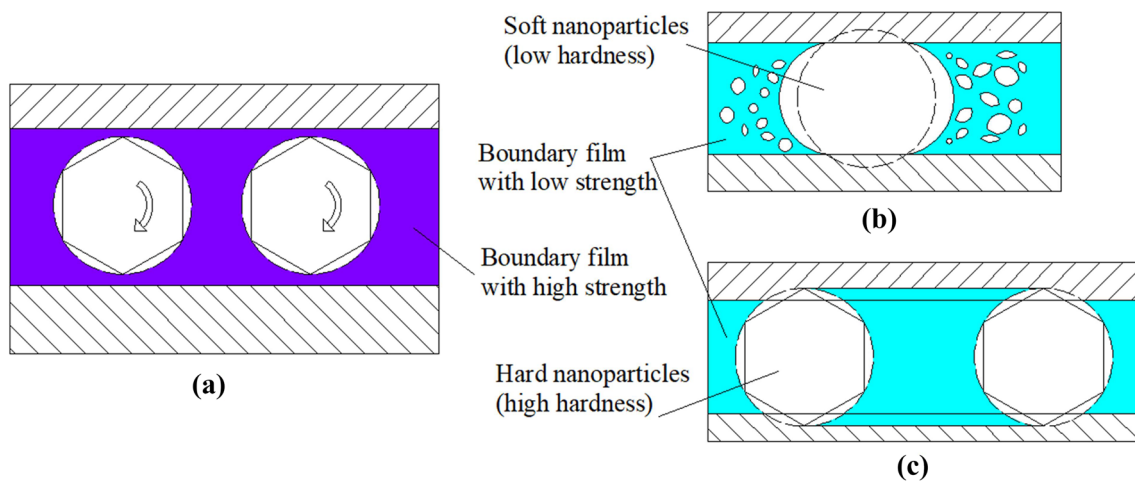 Soft nanoparticles
(low hardness)
Boundary film
with low strength
(b)
Boundary film
with high strength
(a)
Hard nanoparticles
(high hardness)
(c)